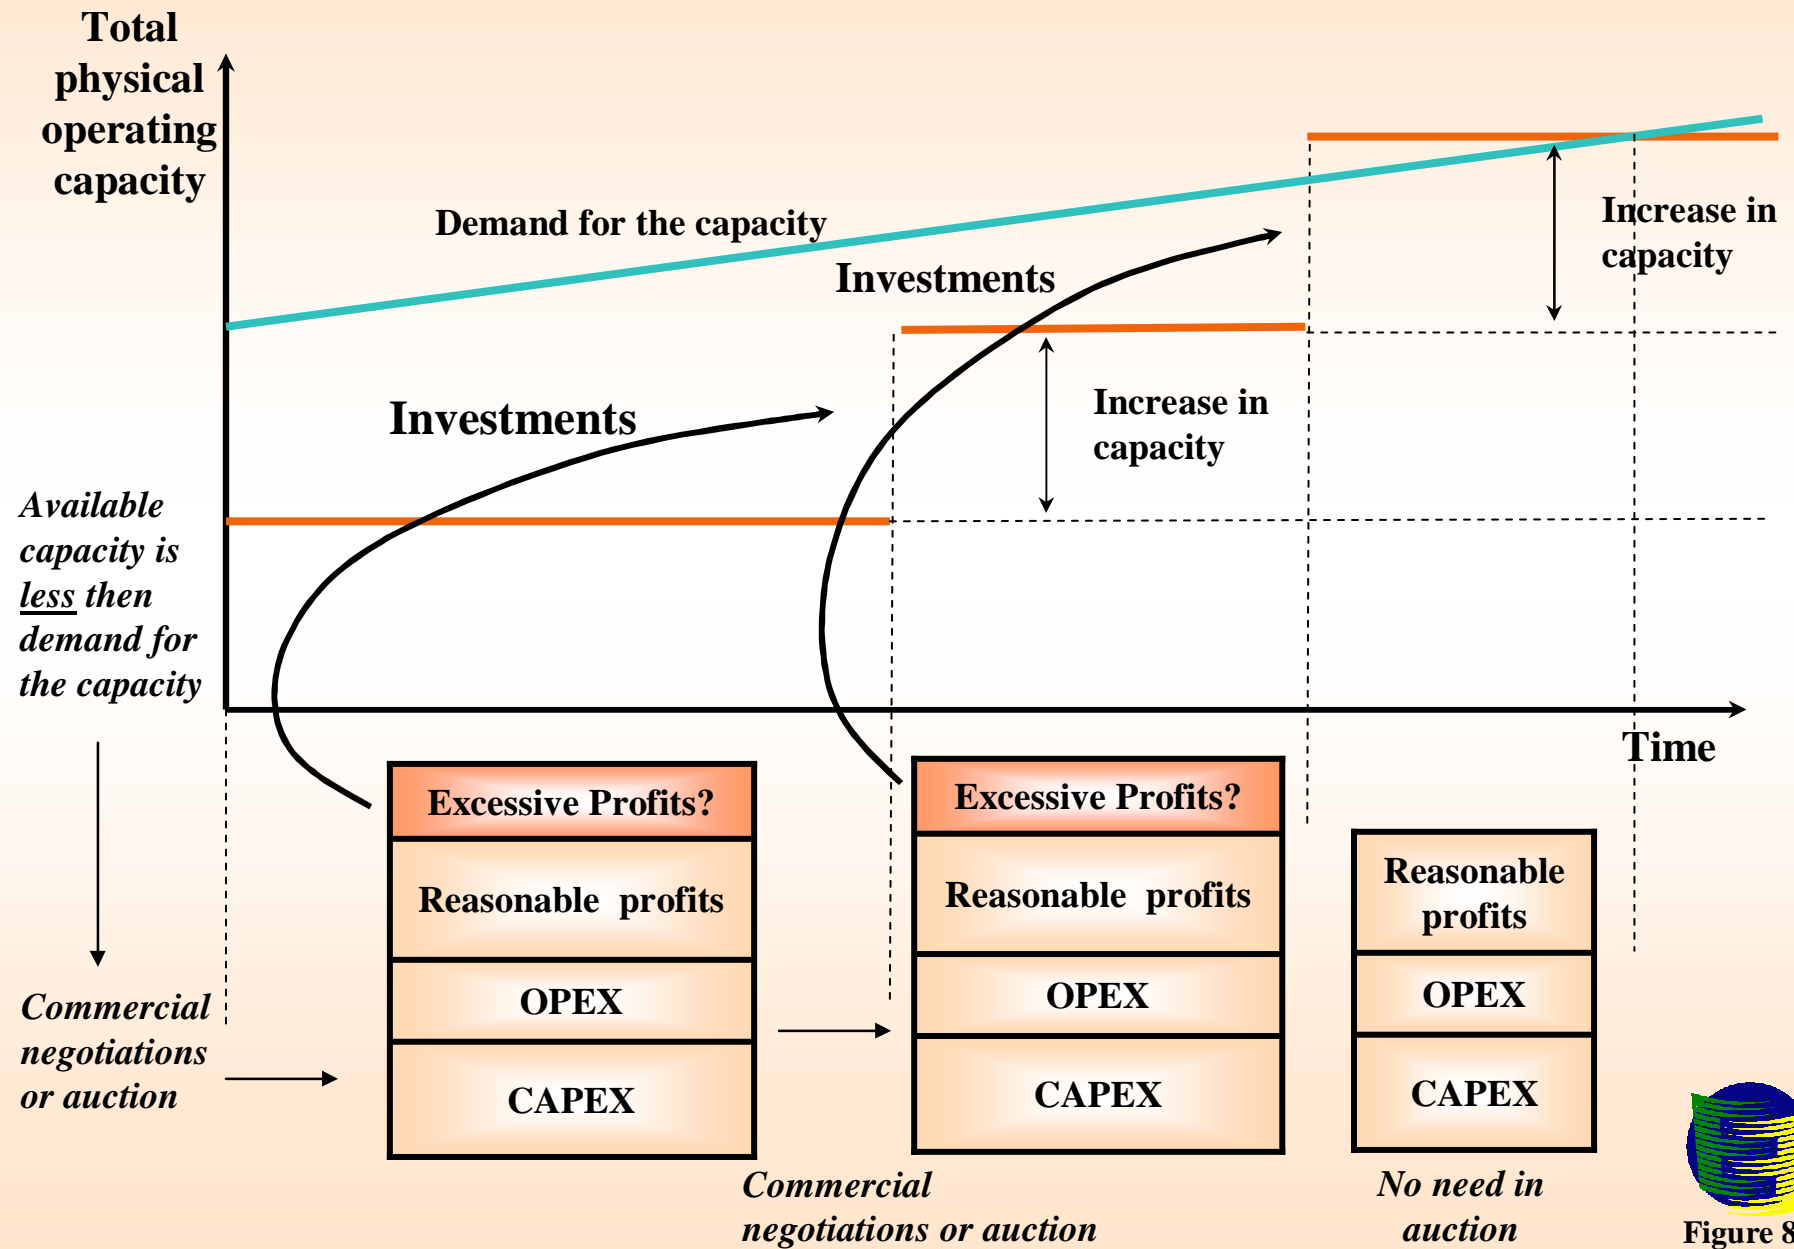 Total
physical
operating
capacity
Demand for the capacity
Investments
Increase in
capacity
Investments
Increase in
capacity
Available
capacity is
less then
demand for
the capacity
Time
Commercial
negotiations
or auction
Excessive Profits?
Reasonable profits
OPEX
CAPEX
Excessive Profits?
Reasonable profits
OPEX
CAPEX
Reasonable
profits
OPEX
CAPEX
Commercial
negotiations or auction
No need in
auction
Figure 8